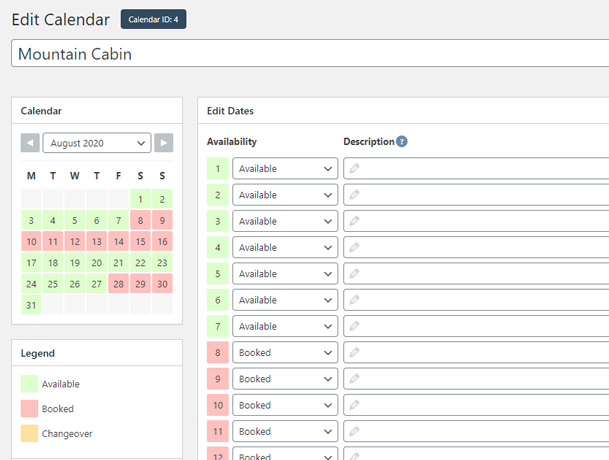 Edit Calendar Calendar ID: 4
Mountain Cabin
Calendar
August 2020
M T W T F S S
1 2
3 4 5 6 7 8 9
10 11 12 13 14 15 16
17 18 19 20 21 22 23
24 25 26 27 28 29 30
31
Legend
Available
Booked
Changeover
Edit Dates
Availability Description ?
1 Available
2 Available
3 Available
4 Available
5 Available
6 Available
7 Available
8 Booked
9 Booked
10 Booked
11 Booked
12 Booked